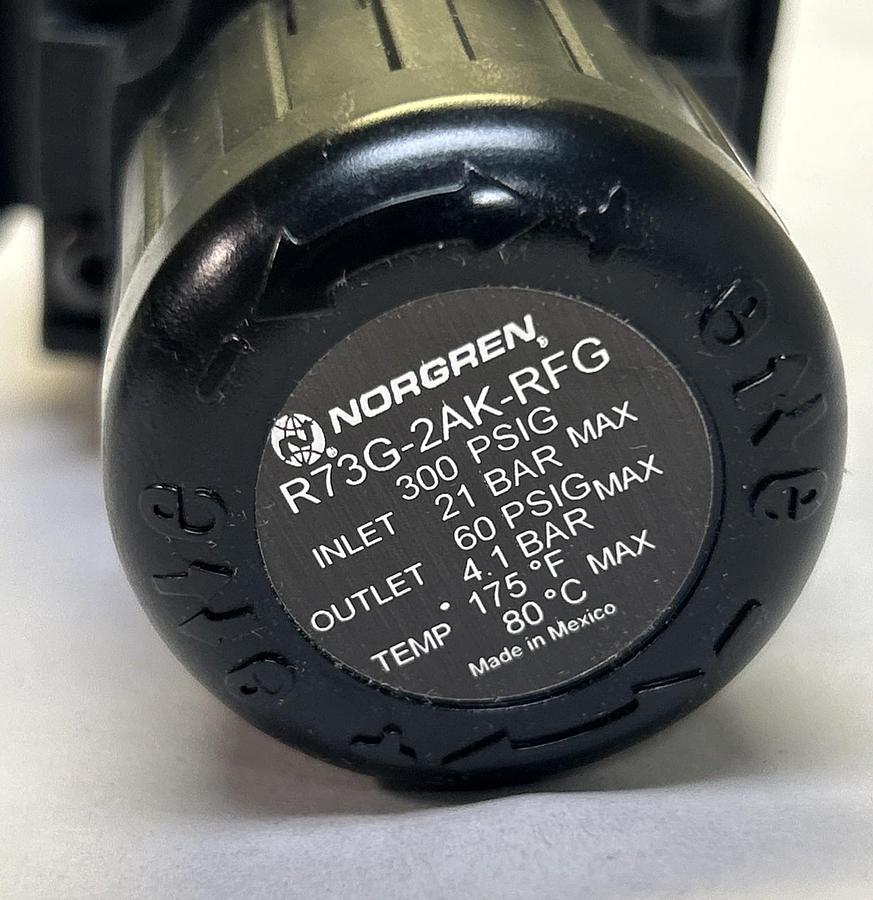 NORGREN®
R73G-2AK-RFG
INLET 300 PSIG MAX
21 BAR
OUTLET 60 PSIG MAX
4.1 BAR
TEMP 175 °F MAX
80 °C
Made in Mexico